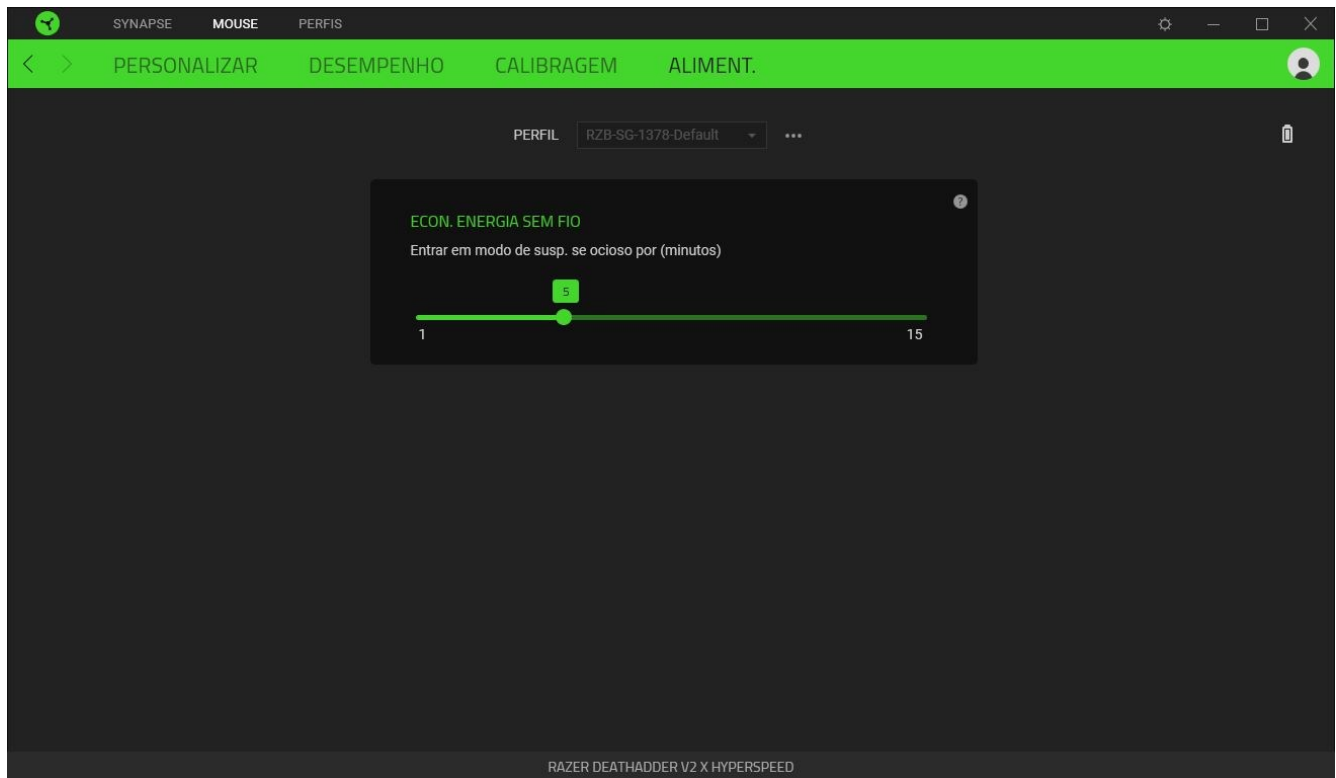 SYNAPSE MOUSE PERFIS
PERSONALIZAR DESEMPENHO CALIBRAGEM ALIMENT.
PERFIL RZB-SG-1378-Default
ECON. ENERGIA SEM FIO
Entrar em modo de susp. se ocioso por (minutos)
5
1 15
RAZER DEATHADDER V2 X HYPERSPEED